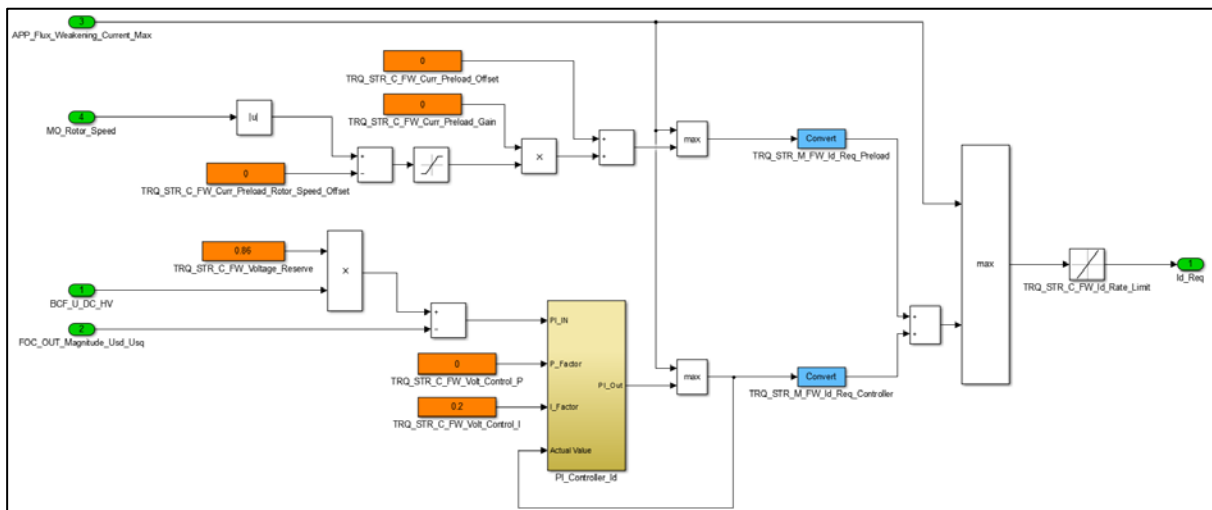 3
APP_Flux_Weakening_Current_Max
0
TRQ_STR_C_FW_Curr_Preload_Offset
0
TRQ_STR_C_FW_Curr_Preload_Gain
4
MO_Rotor_Speed
|u|
+
−
0
TRQ_STR_C_FW_Curr_Preload_Rotor_Speed_Offset
×
+
+
max
Convert
TRQ_STR_M_FW_Id_Req_Preload
0.86
TRQ_STR_C_FW_Voltage_Reserve
×
1
BCF_U_DC_HV
2
FOC_OUT_Magnitude_Usd_Usq
+
−
PI_IN
P_Factor
I_Factor
Actual Value
PI_Out
PI_Controller_Id
0
TRQ_STR_C_FW_Volt_Control_P
0.2
TRQ_STR_C_FW_Volt_Control_I
max
Convert
TRQ_STR_M_FW_Id_Req_Controller
+
+
max
TRQ_STR_C_FW_Id_Rate_Limit
1
Id_Req